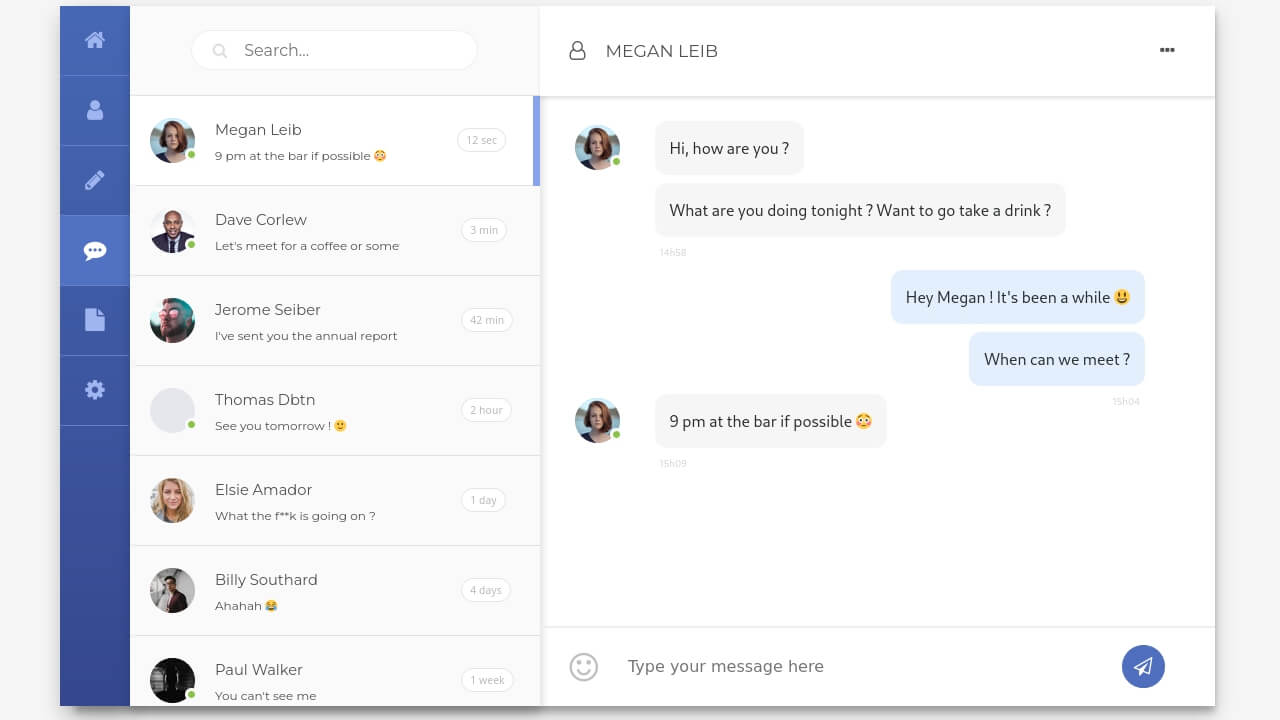 Search...
MEGAN LEIB
Megan Leib
12 sec
9 pm at the bar if possible 😳
Dave Corlew
3 min
Let's meet for a coffee or some
Jerome Seiber
42 min
I've sent you the annual report
Thomas Dbtn
2 hour
See you tomorrow ! 🙂
Elsie Amador
1 day
What the f**k is going on ?
Billy Southard
4 days
Ahahah 😂
Paul Walker
1 week
You can't see me
Hi, how are you ?
What are you doing tonight ? Want to go take a drink ?
14h58
Hey Megan ! It's been a while 😃
When can we meet ?
15h04
9 pm at the bar if possible 😳
15h09
Type your message here